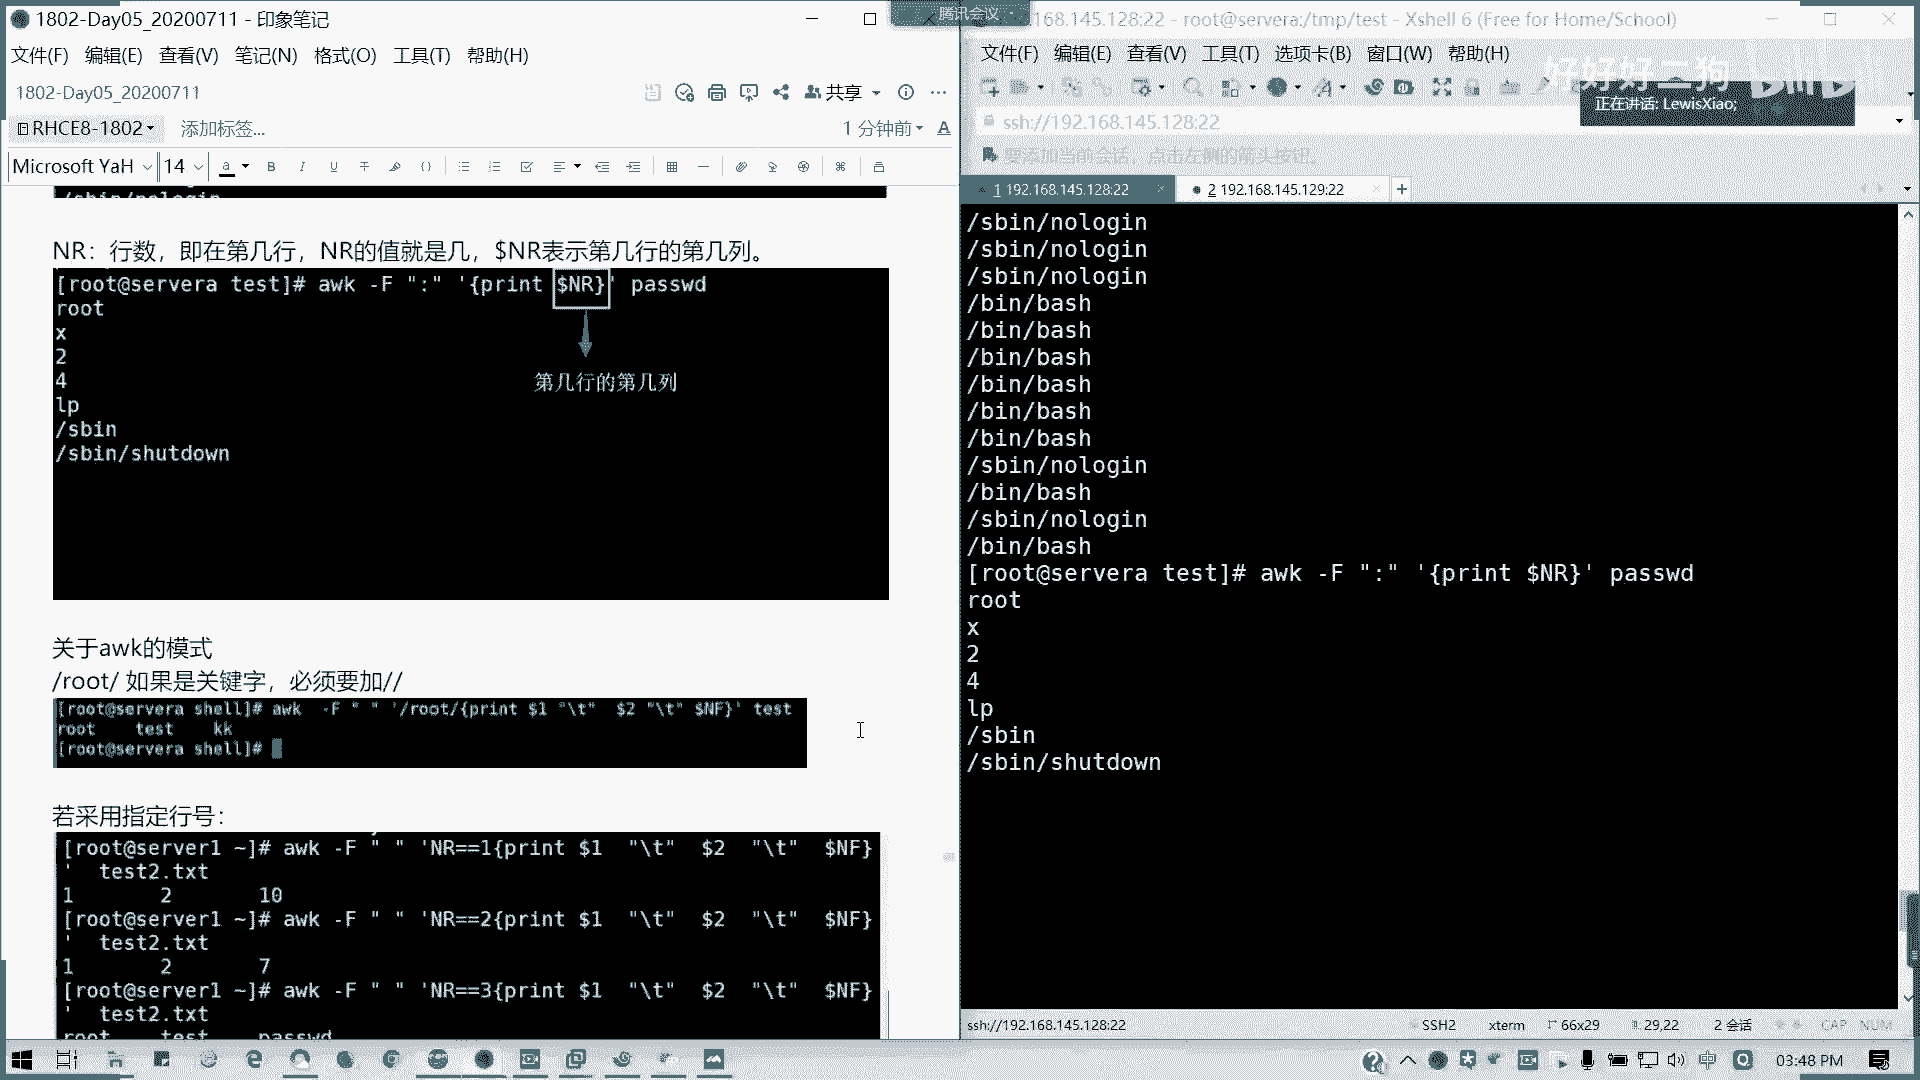 1802-Day05_20200711 - 印象笔记
文件(F) 编辑(E) 查看(V) 笔记(N) 格式(O) 工具(T) 帮助(H)
1802-Day05_20200711
共享
RHCE8-1802
添加标签...
1 分钟前
Microsoft YaH
14
NR：行数，即在第几行，NR的值就是几，$NR表示第几行的第几列。
[root@servera test]# awk -F ":" '{print $NR}' passwd
root
x
2
4
lp
/sbin
/sbin/shutdown
第几行的第几列
关于awk的模式
/root/ 如果是关键字，必须要加//
[root@servera shell]# awk  -F " " '/root/{print $1 "\t"  $2 "\t" $NF}' test
root    test    kk
[root@servera shell]#
若采用指定行号：
[root@server1 ~]# awk -F " " 'NR==1{print $1  "\t"  $2  "\t"  $NF}
'  test2.txt
1       2       10
[root@server1 ~]# awk -F " " 'NR==2{print $1  "\t"  $2  "\t"  $NF}
'  test2.txt
1       2       7
[root@server1 ~]# awk -F " " 'NR==3{print $1  "\t"  $2  "\t"  $NF}
'  test2.txt
root    test    passwd
腾讯会议
168.145.128:22 - root@servera:/tmp/test - Xshell 6 (Free for Home/School)
文件(F) 编辑(E) 查看(V) 工具(T) 选项卡(B) 窗口(W) 帮助(H)
好好好二狗
正在讲话: LewisXiao;
ssh://192.168.145.128:22
要添加当前会话，点击左侧的箭头按钮。
1 192.168.145.128:22
2 192.168.145.129:22
/sbin/nologin
/sbin/nologin
/sbin/nologin
/bin/bash
/bin/bash
/bin/bash
/bin/bash
/bin/bash
/bin/bash
/sbin/nologin
/bin/bash
/sbin/nologin
/bin/bash
[root@servera test]# awk -F ":" '{print $NR}' passwd
root
x
2
4
lp
/sbin
/sbin/shutdown
ssh://192.168.145.128:22
SSH2
xterm
66x29
29,22
2 会话
CAP NUM
中
03:48 PM